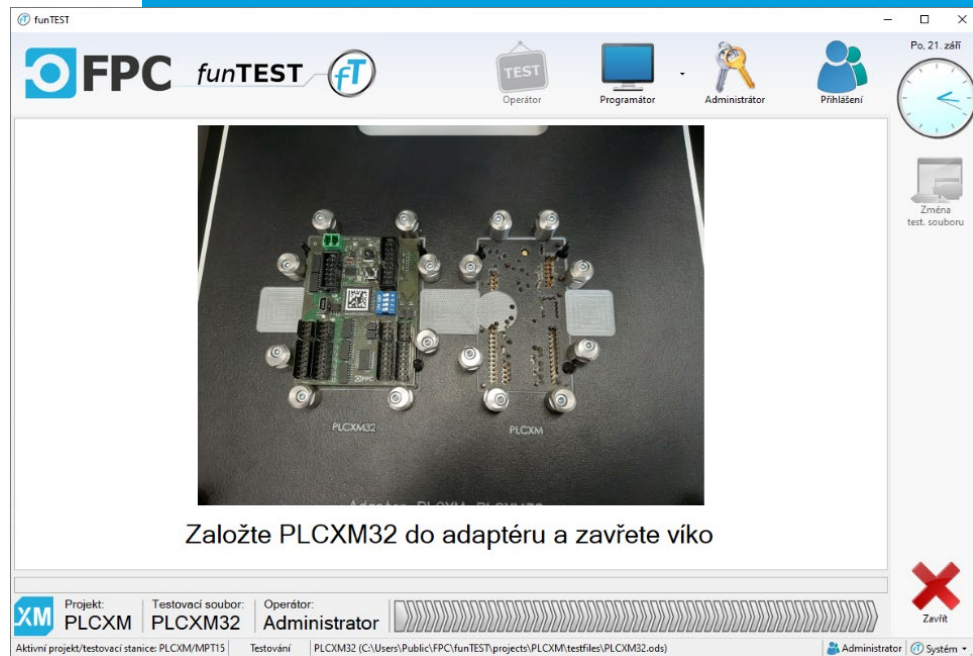 funTEST
FPC funTEST fT
TEST
Operátor
Programátor
Administrátor
Přihlášení
Po, 21. září
Změna
test. souboru
FPC
PLCXM32
PLCXM
Založte PLCXM32 do adaptéru a zavřete víko
XM
Projekt:
PLCXM
Testovací soubor:
PLCXM32
Operátor:
Administrator
Zavřít
Aktivní projekt/testovací stanice: PLCXM/MPT15
Testování
PLCXM32 (C:\Users\Public\FPC\funTEST\projects\PLCXM\testfiles\PLCXM32.ods)
Administrator
Systém